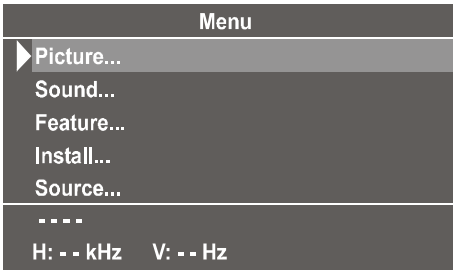 Menu
Picture...
Sound...
Feature...
Install...
Source...
- - - -
H: - - kHz V: - - Hz